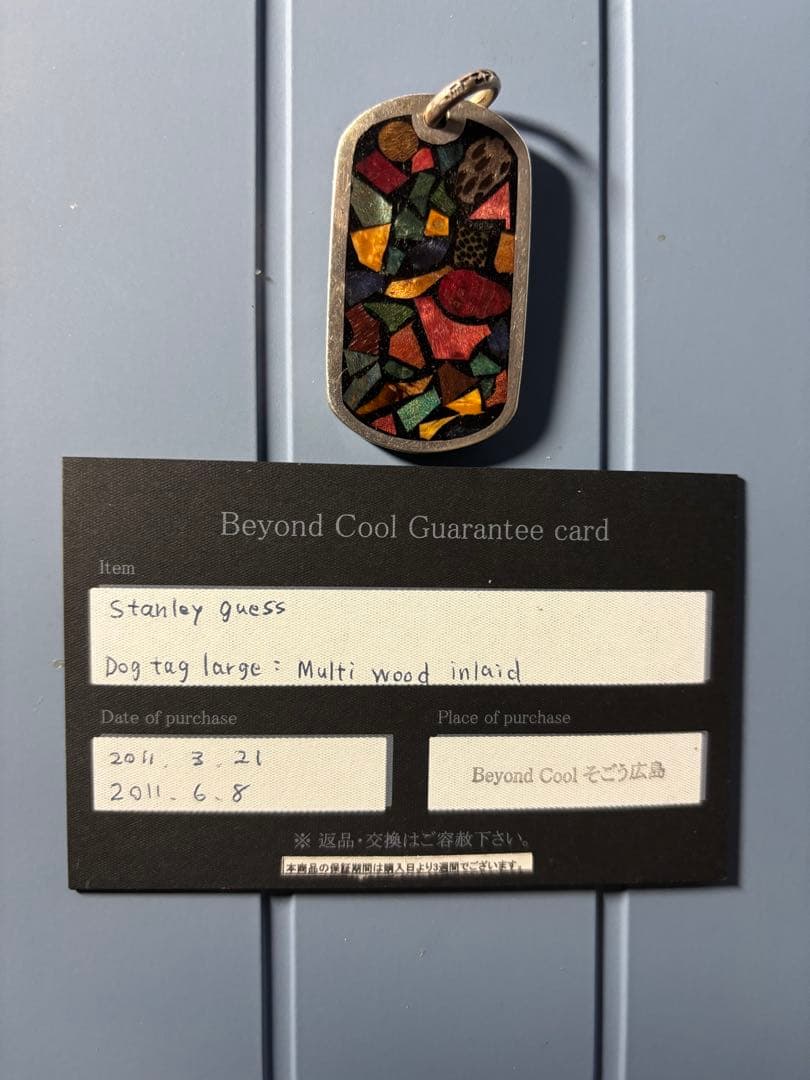 Beyond Cool Guarantee card
Item
Stanley guess
Dog tag large : Multi wood inlaid
Date of purchase
Place of purchase
2011. 3. 21
2011. 6. 8
Beyond Cool そごう広島
※ 返品・交換はご容赦下さい。
本商品の保証期間は購入日より3週間でございます。